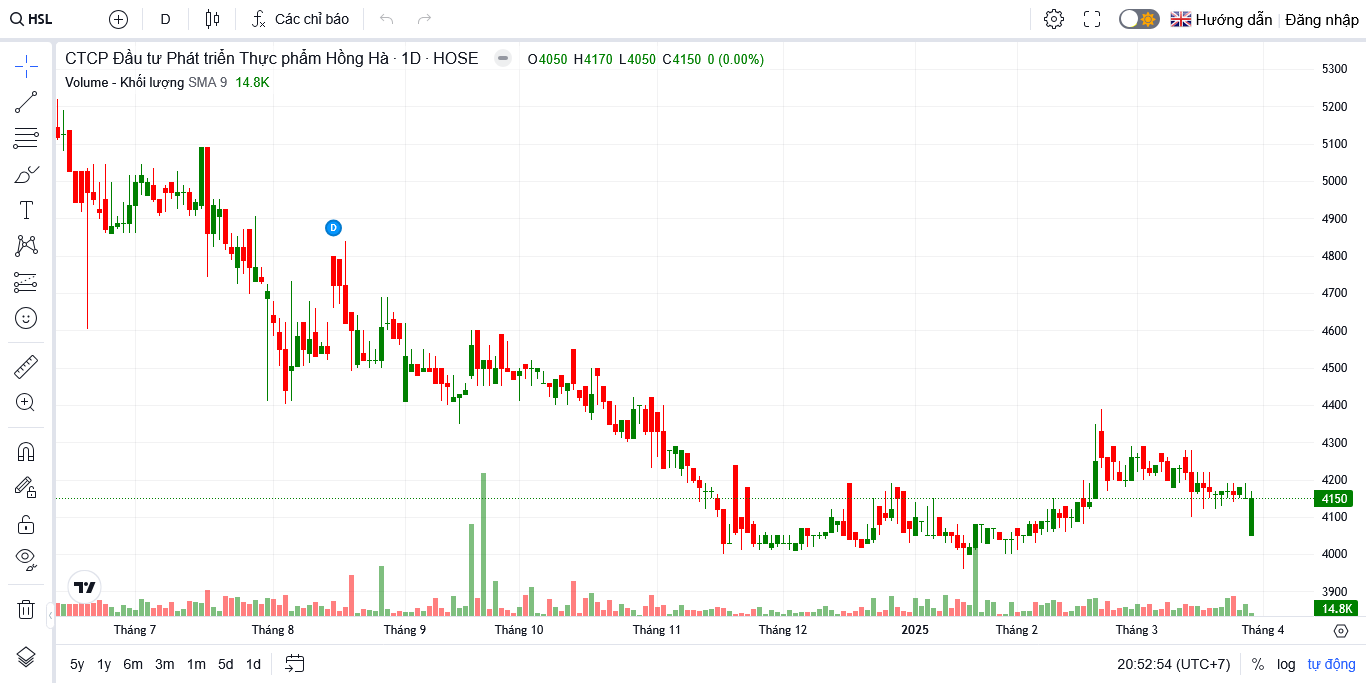 HSL D Các chỉ báo Hướng dẫn Đăng nhập
CTCP Đầu tư Phát triển Thực phẩm Hồng Hà · 1D · HOSE O4050 H4170 L4050 C4150 0 (0.00%)
Volume - Khối lượng SMA 9 14.8K
D
5300
5200
5100
5000
4900
4800
4700
4600
4500
4400
4300
4200
4150
4100
4000
3900
14.8K
Tháng 7 Tháng 8 Tháng 9 Tháng 10 Tháng 11 Tháng 12 2025 Tháng 2 Tháng 3 Tháng 4
5y 1y 6m 3m 1m 5d 1d 20:52:54 (UTC+7) % log tự động